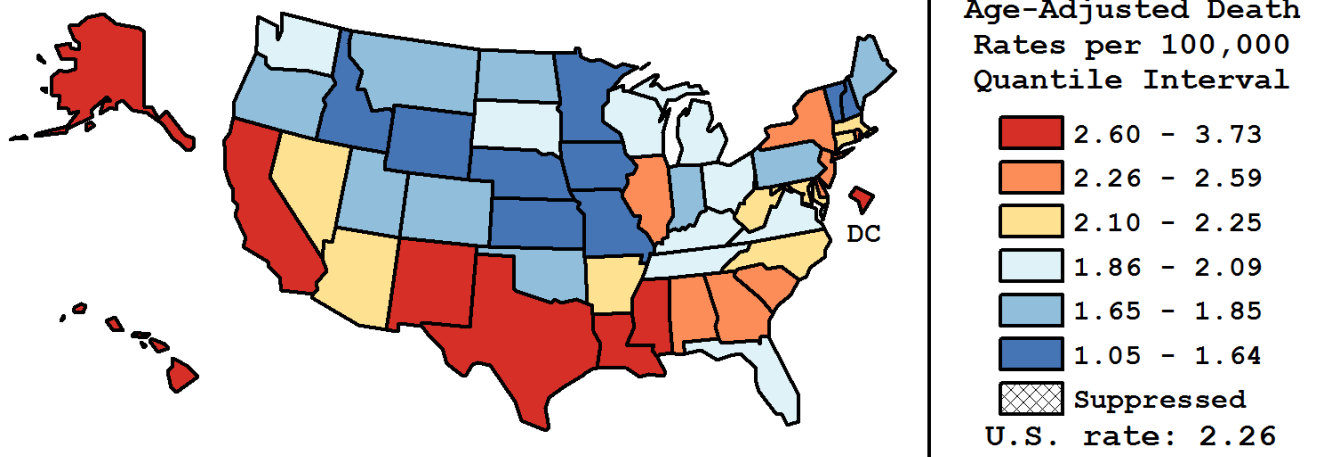 DC
Age-Adjusted Death
Rates per 100,000
Quantile Interval
2.60 - 3.73
2.26 - 2.59
2.10 - 2.25
1.86 - 2.09
1.65 - 1.85
1.05 - 1.64
Suppressed
U.S. rate: 2.26